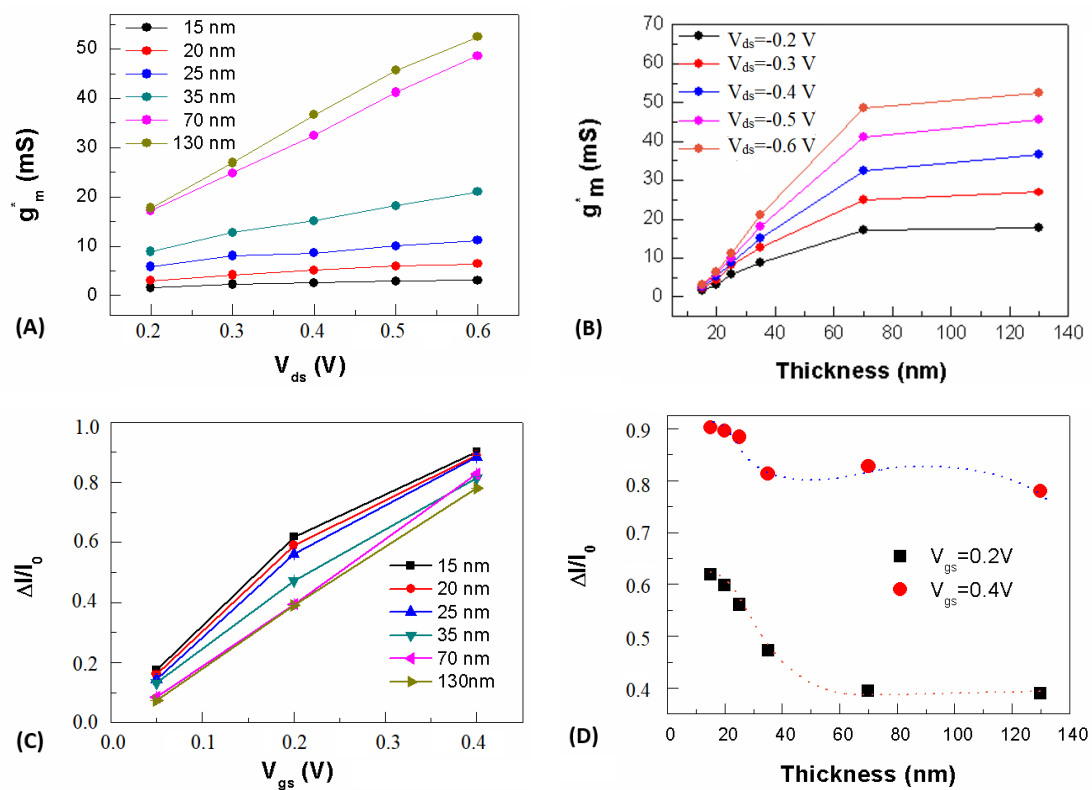 g*m (mS)
50
40
30
20
10
0
15 nm
20 nm
25 nm
35 nm
70 nm
130 nm
0.2 0.3 0.4 0.5 0.6
Vds (V)
(A)
g*m (mS)
70
60
50
40
30
20
10
0
Vds=-0.2 V
Vds=-0.3 V
Vds=-0.4 V
Vds=-0.5 V
Vds=-0.6 V
20 40 60 80 100 120 140
Thickness (nm)
(B)
ΔI/I0
1.0
0.8
0.6
0.4
0.2
0.0
15 nm
20 nm
25 nm
35 nm
70 nm
130nm
0.0 0.1 0.2 0.3 0.4
Vgs (V)
(C)
ΔI/I0
0.9
0.8
0.7
0.6
0.5
0.4
Vgs=0.2V
Vgs=0.4V
0 20 40 60 80 100 120 140
Thickness (nm)
(D)